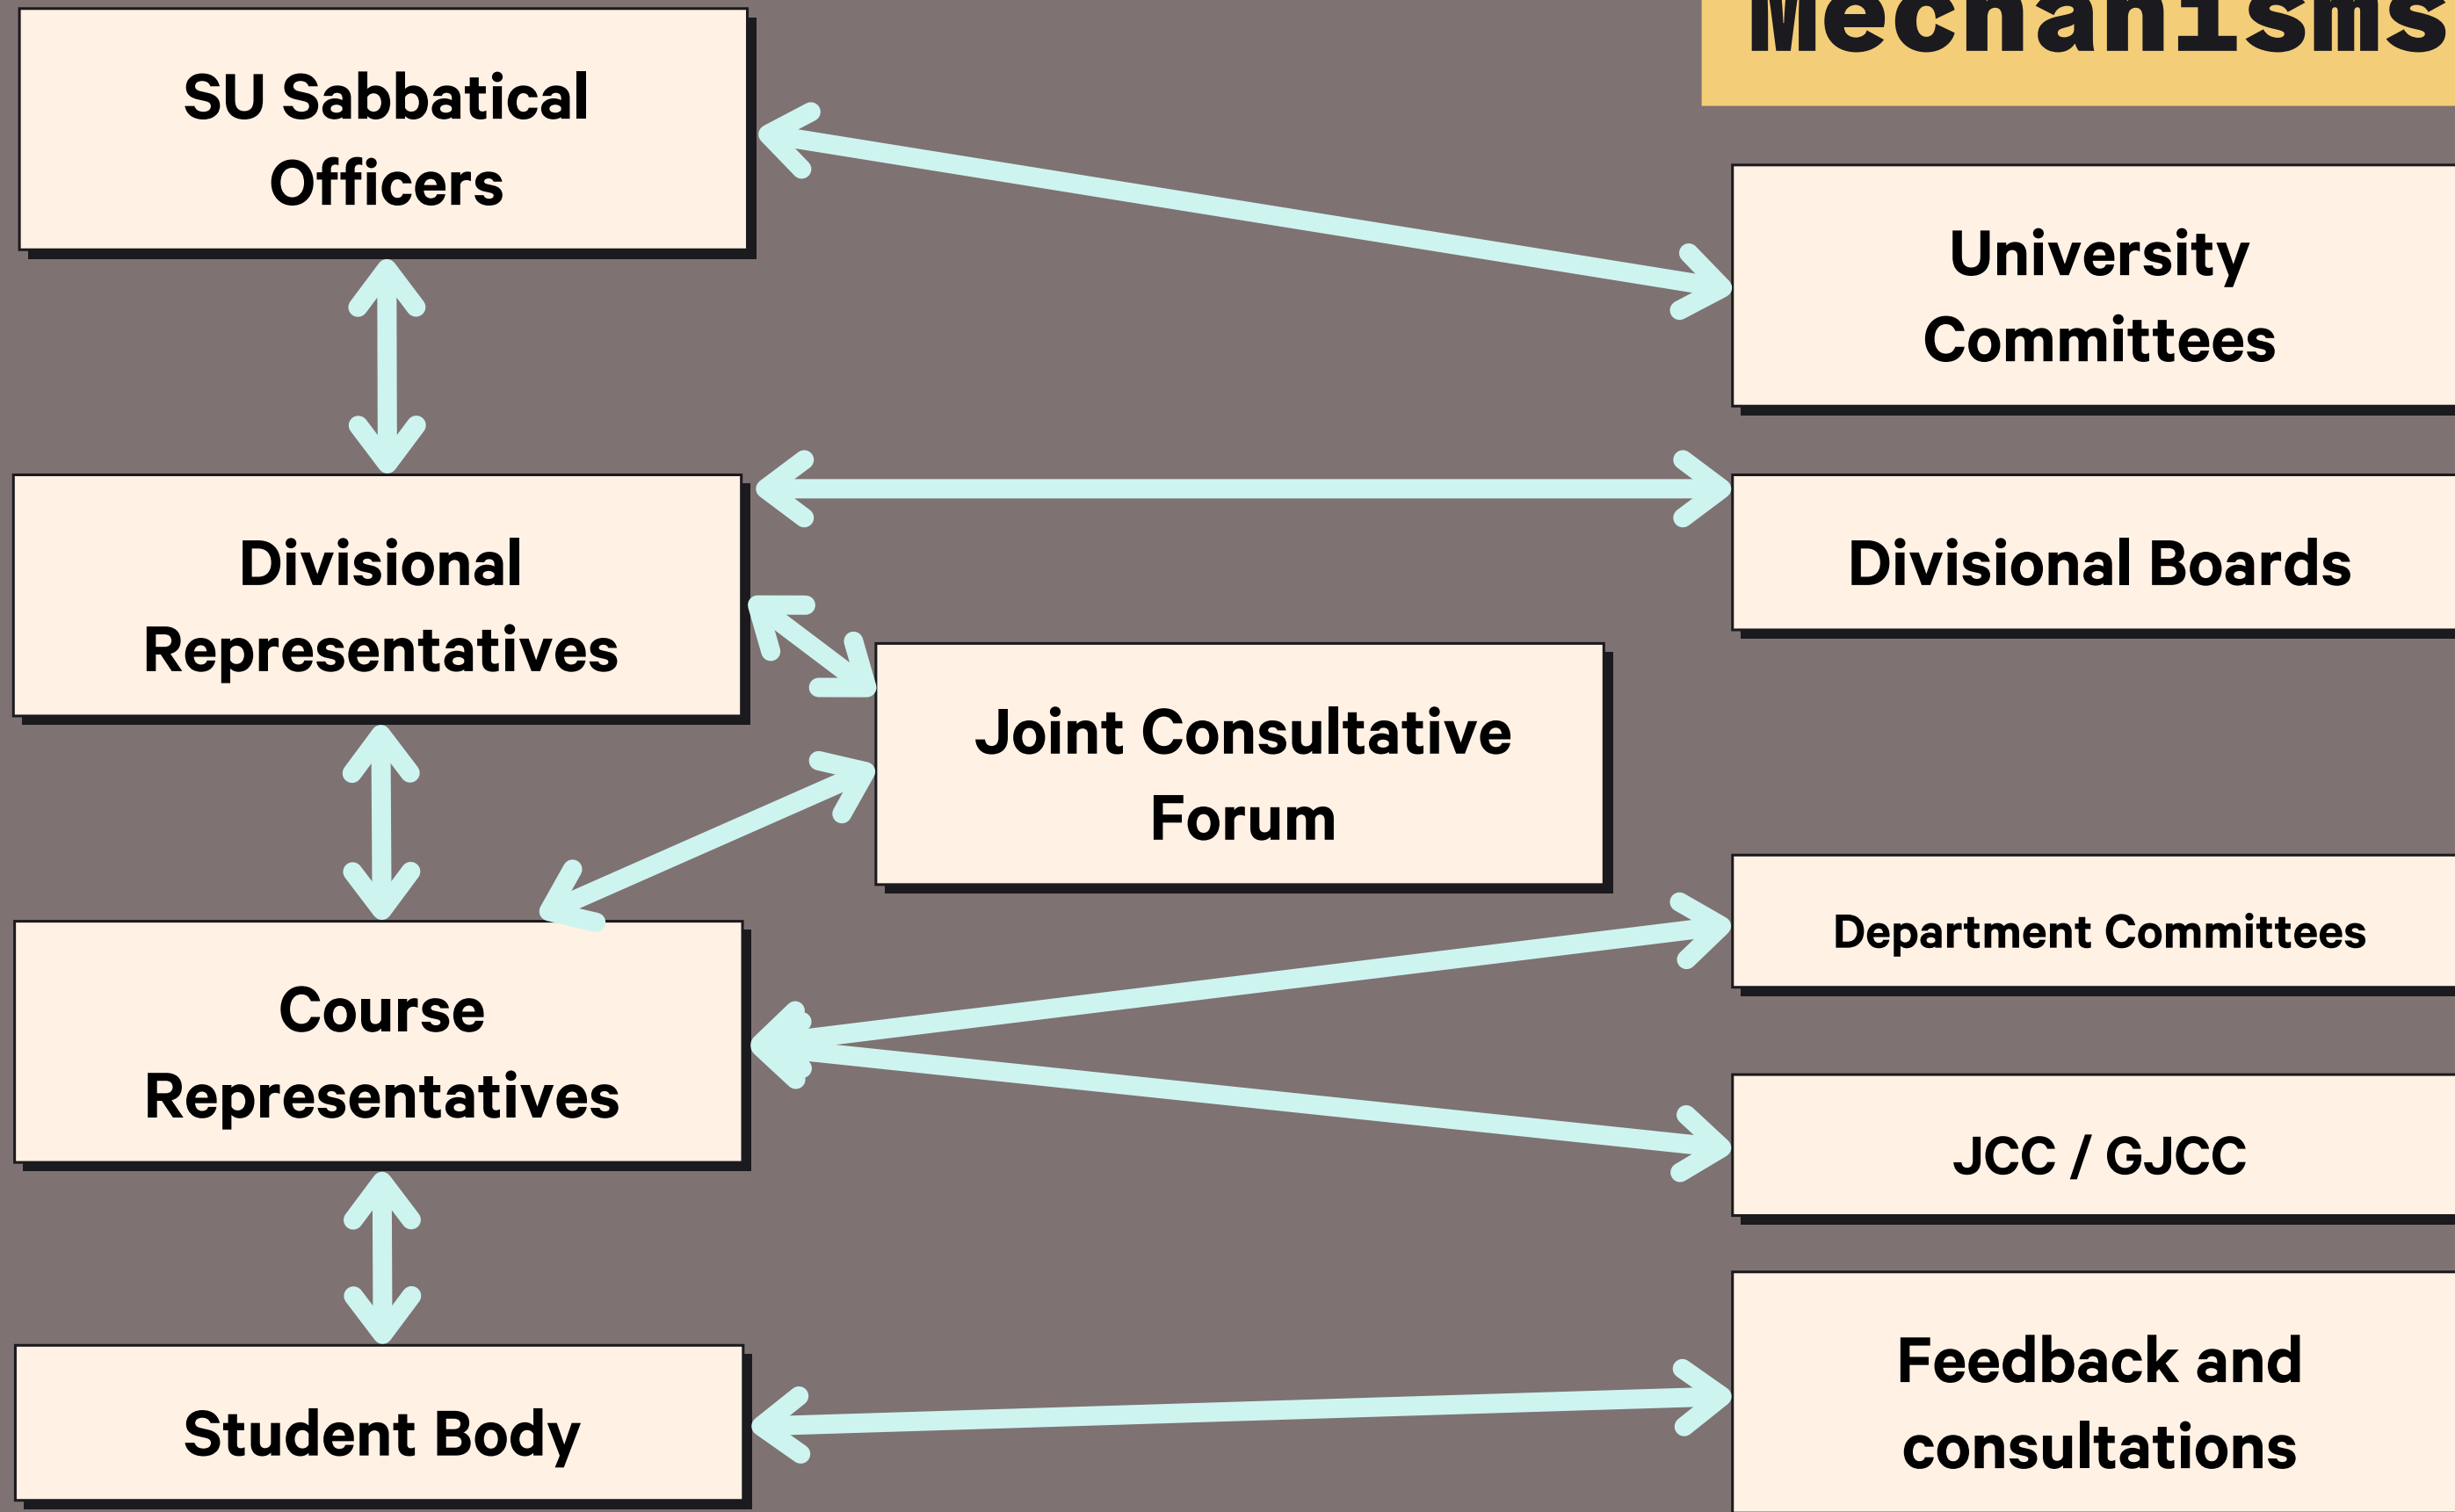 Mechanisms
SU Sabbatical
Officers
University
Committees
Divisional
Representatives
Divisional Boards
Joint Consultative
Forum
Department Committees
Course
Representatives
JCC / GJCC
Feedback and
consultations
Student Body